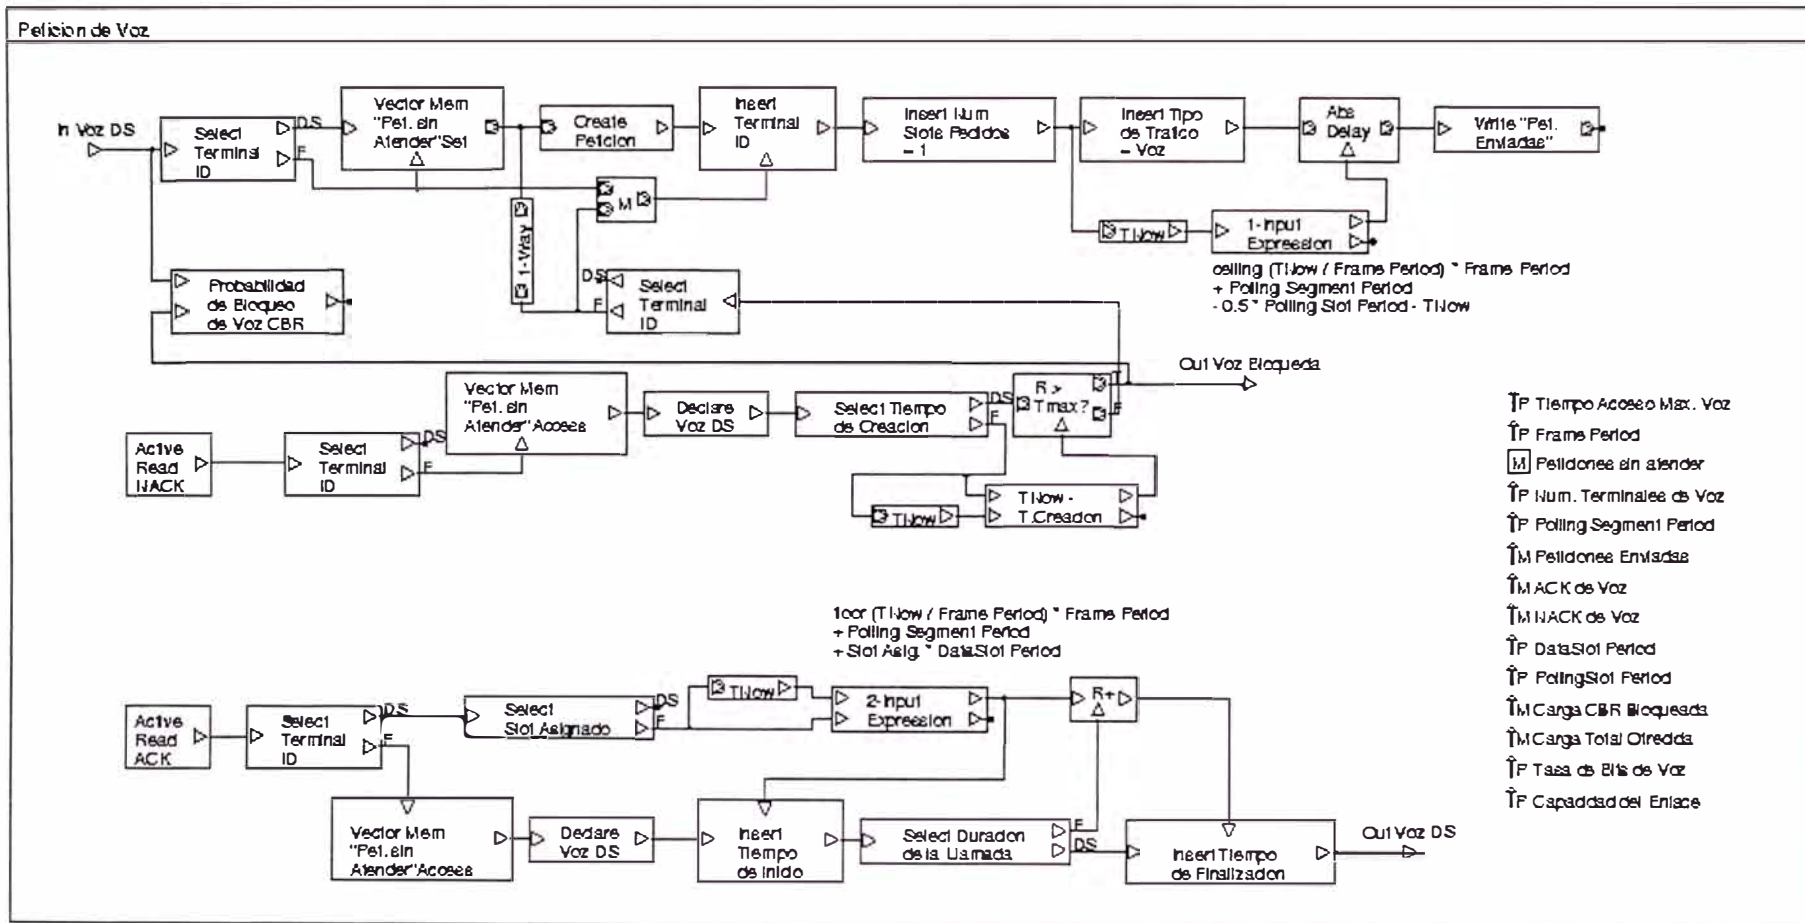 Peticion de Voz
In Voz DS
Select
Terminal
ID
DS
F
Vector Mem
"Pet. sin
Atender" Set
Create
Peticion
Insert
Terminal
ID
Insert Num
Slots Pedidos
= 1
Insert Tipo
de Trafico
= Voz
Abs
Delay
Write "Pet.
Enviadas"
M
1-Way
TNow
1-Input
Expression
ceiling (TNow / Frame Period) * Frame Period
+ Polling Segment Period
- 0.5 * Polling Slot Period - TNow
Probabilidad
de Bloqueo
de Voz CBR
DS
F
Select
Terminal
ID
Out Voz Bloqueda
Active
Read
NACK
Select
Terminal
ID
DS
F
Vector Mem
"Pet. sin
Atender" Access
Declare
Voz DS
Select Tiempo
de Creacion
DS
F
R >
Tmax?
T
F
TNow
TNow -
T.Creacion
Tiempo Acceso Max. Voz
P Frame Period
M Peticiones sin atender
P Num. Terminales de Voz
P Polling Segment Period
M Peticiones Enviadas
M ACK de Voz
M NACK de Voz
P DataSlot Period
P PollingSlot Period
M Carga CBR Bloqueada
M Carga Total Ofrecida
P Tasa de Bits de Voz
P Capacidad del Enlace
floor (TNow / Frame Period) * Frame Period
+ Polling Segment Period
+ Slot Asig. * DataSlot Period
Active
Read
ACK
Select
Terminal
ID
DS
F
Select
Slot Asignado
DS
F
TNow
2-Input
Expression
R+
Vector Mem
"Pet. sin
Atender" Access
Declare
Voz DS
Insert
Tiempo
de Inicio
Select Duracion
de la Llamada
F
DS
Insert Tiempo
de Finalizacion
Out Voz DS